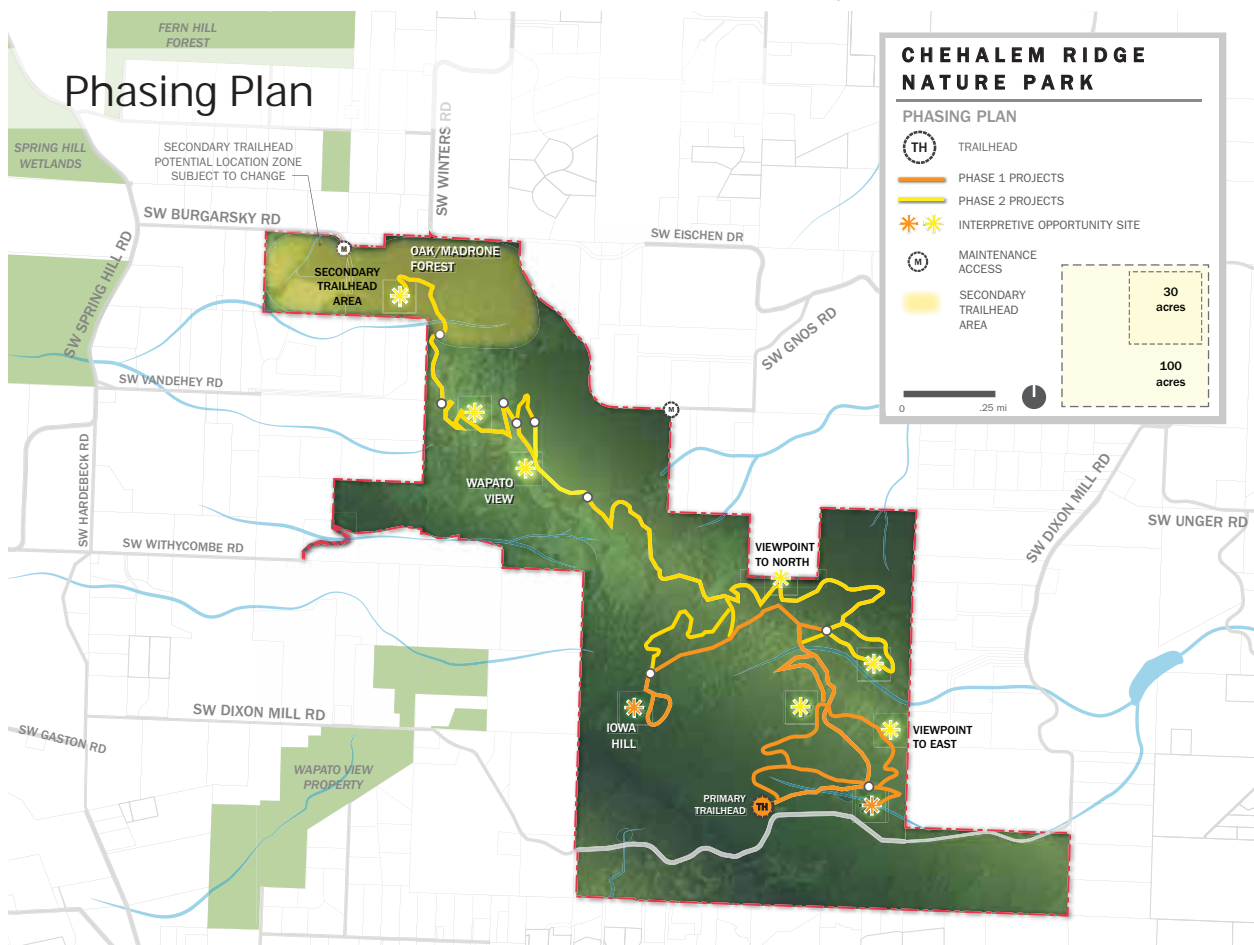 FERN HILL
FOREST
Phasing Plan
SPRING HILL
WETLANDS
SECONDARY TRAILHEAD
POTENTIAL LOCATION ZONE
SUBJECT TO CHANGE
SW WINTERS RD
SW BURGARSKY RD
SW EISCHEN DR
SW SPRING HILL RD
M
OAK/MADRONE
FOREST
SECONDARY
TRAILHEAD
AREA
SW GNOS RD
SW VANDEHEY RD
M
SW HARDEBECK RD
WAPATO
VIEW
SW WITHYCOMBE RD
SW DIXON MILL RD
SW UNGER RD
VIEWPOINT
TO NORTH
SW DIXON MILL RD
IOWA
HILL
VIEWPOINT
TO EAST
SW GASTON RD
WAPATO VIEW
PROPERTY
PRIMARY
TRAILHEAD
TH
CHEHALEM RIDGE
NATURE PARK
PHASING PLAN
TH
TRAILHEAD
PHASE 1 PROJECTS
PHASE 2 PROJECTS
INTERPRETIVE OPPORTUNITY SITE
M
MAINTENANCE
ACCESS
SECONDARY
TRAILHEAD
AREA
30
acres
100
acres
0
.25 mi